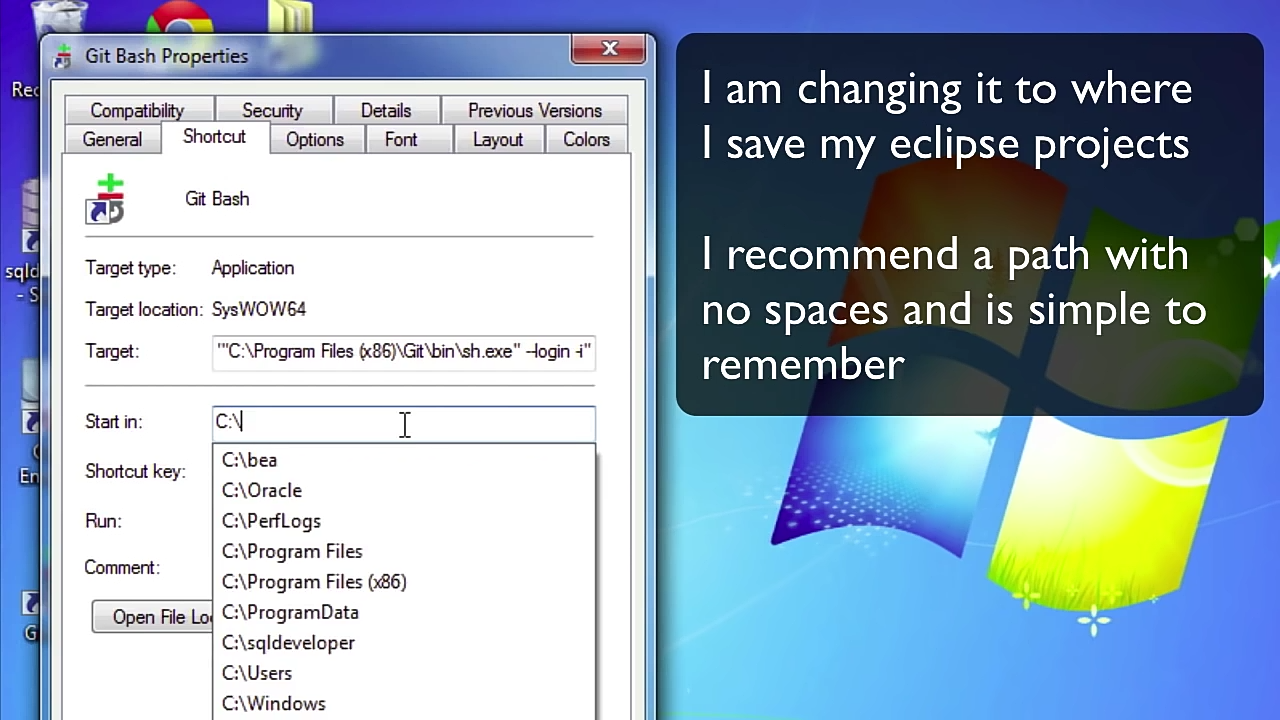 Rec
Git Bash Properties
Compatibility Security Details Previous Versions
General Shortcut Options Font Layout Colors
Git Bash
Target type: Application
Target location: SysWOW64
Target: "'C:\Program Files (x86)\Git\bin\sh.exe" --login -i"
Start in: C:\
Shortcut key:
Run:
Comment:
Open File Loc
C:\bea
C:\Oracle
C:\PerfLogs
C:\Program Files
C:\Program Files (x86)
C:\ProgramData
C:\sqldeveloper
C:\Users
C:\Windows
sqld
- S
En
G
I am changing it to where
I save my eclipse projects
I recommend a path with
no spaces and is simple to
remember